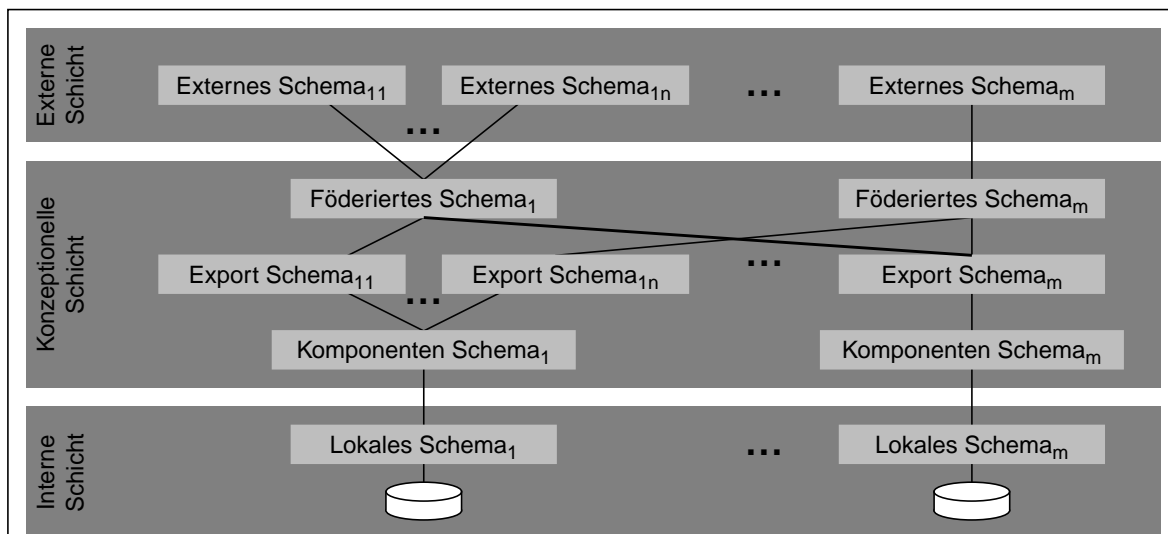 Externe
Schicht
Externes Schema11
Externes Schema1n
...
Externes Schemam
...
Konzeptionelle
Schicht
Föderiertes Schema1
Föderiertes Schemam
...
Export Schema11
...
Export Schema1n
Export Schemam
Komponenten Schema1
Komponenten Schemam
Interne
Schicht
Lokales Schema1
...
Lokales Schemam